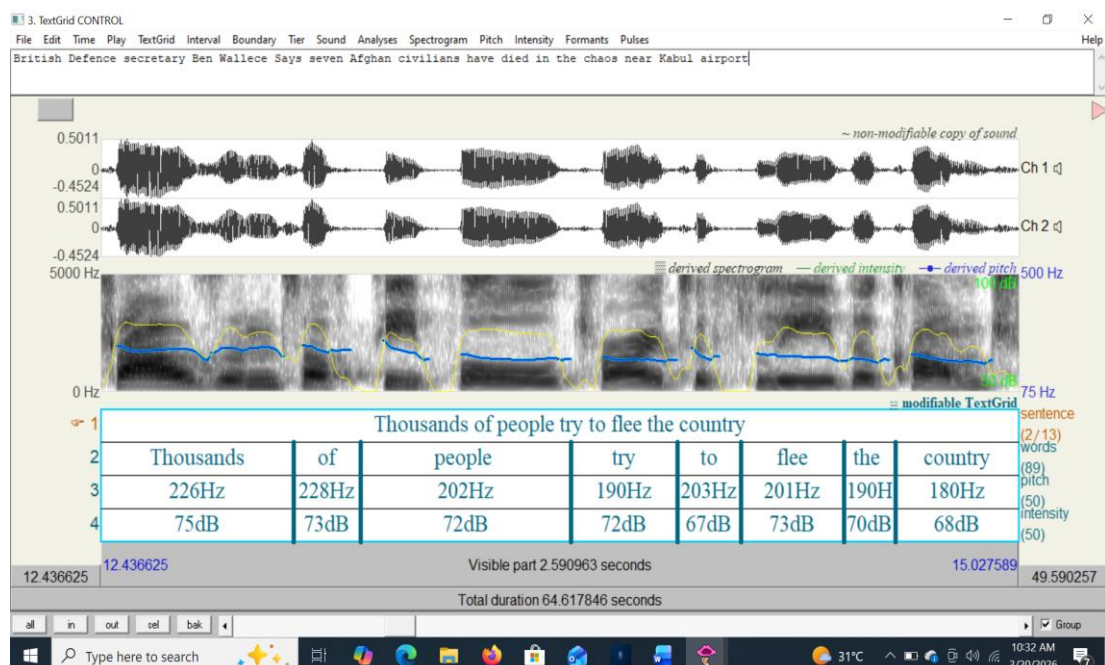 3. TextGrid CONTROL
File Edit Time Play TextGrid Interval Boundary Tier Sound Analyses Spectrogram Pitch Intensity Formants Pulses Help
British Defence secretary Ben Wallece Says seven Afghan civilians have died in the chaos near Kabul airport
~ non-modifiable copy of sound
0.5011
0
-0.4524
Ch 1
0.5011
0
-0.4524
Ch 2
derived spectrogram derived intensity derived pitch
5000 Hz
500 Hz
100 dB
50 dB
0 Hz
75 Hz
modifiable TextGrid
1 Thousands of people try to flee the country sentence (2/13)
2 Thousands of people try to flee the country words (89)
3 226Hz 228Hz 202Hz 190Hz 203Hz 201Hz 190H 180Hz pitch (50)
4 75dB 73dB 72dB 72dB 67dB 73dB 70dB 68dB intensity (50)
12.436625 12.436625 Visible part 2.590963 seconds 15.027589 49.590257
Total duration 64.617846 seconds
all in out sel bak Group
Type here to search 31°C 10:32 AM
3/20/2026